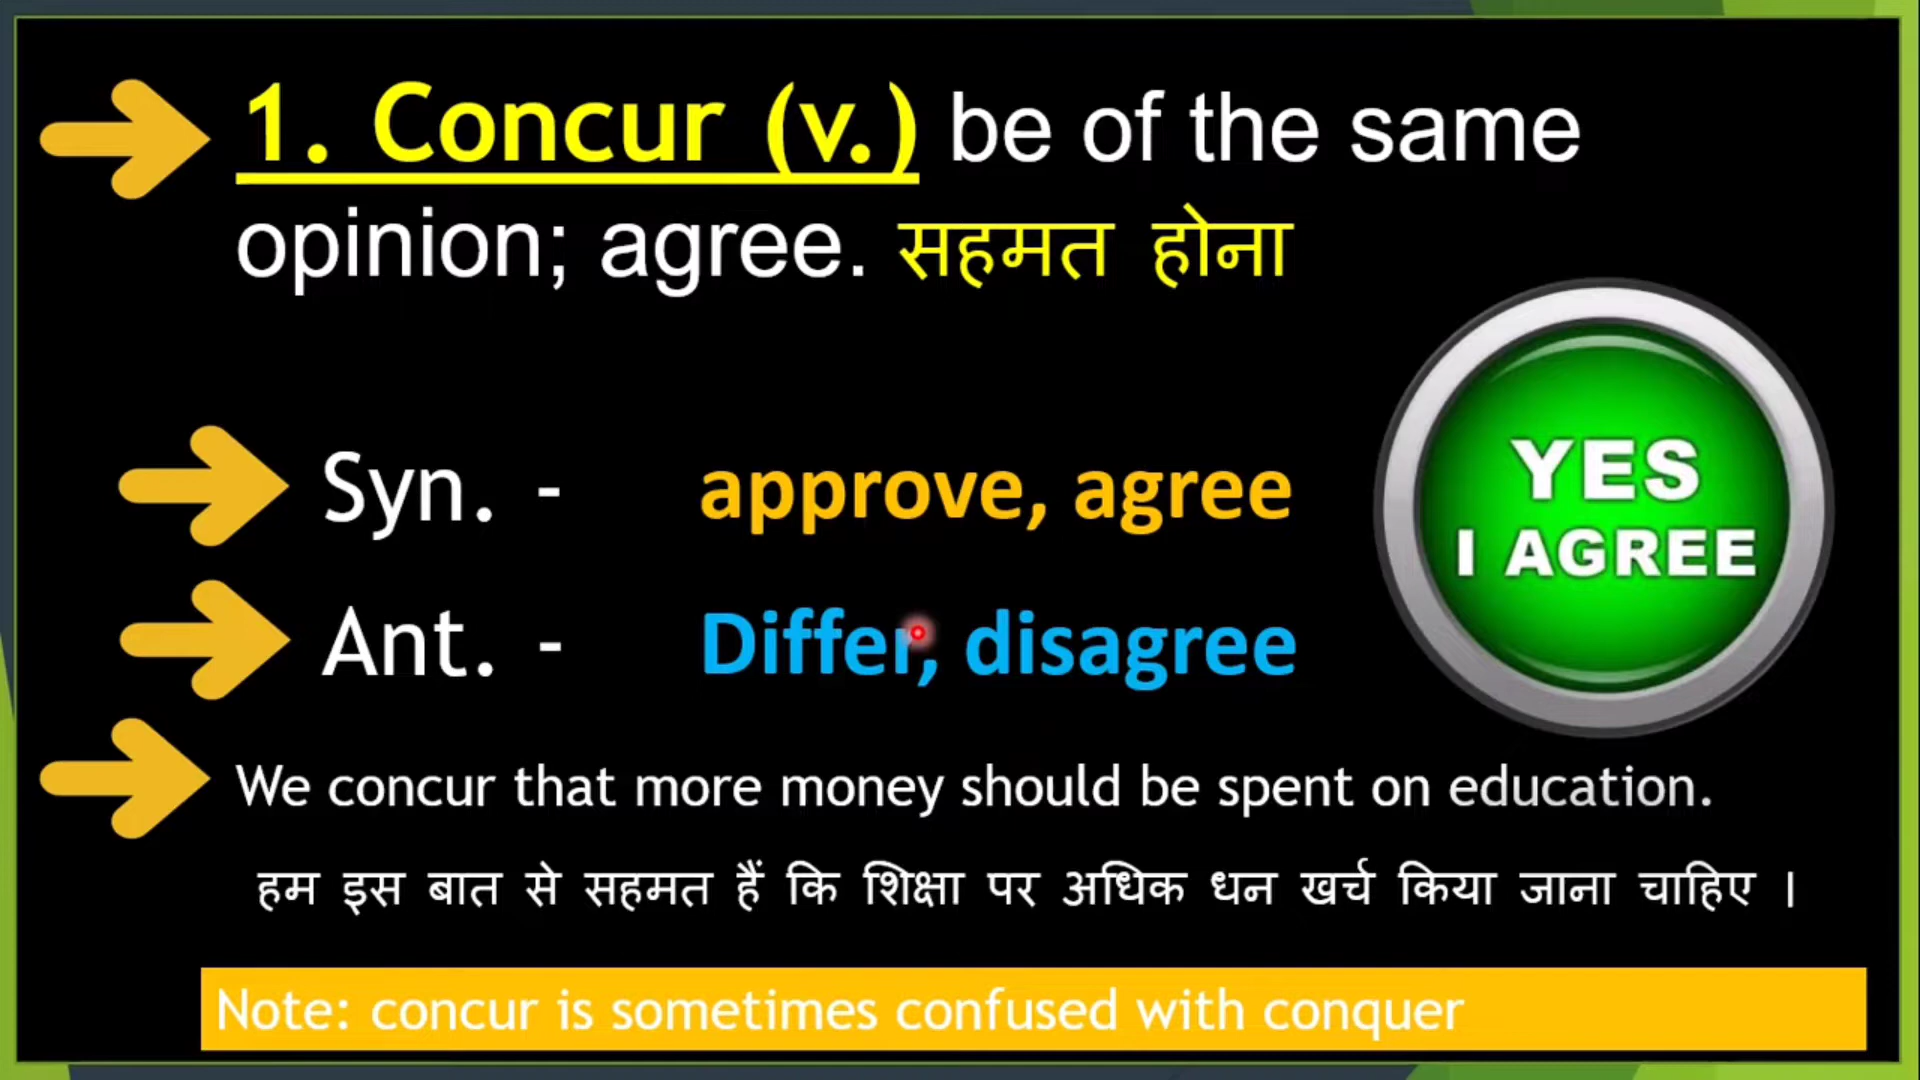 1. Concur (v.) be of the same
opinion; agree. सहमत होना
Syn. - approve, agree
YES
I AGREE
Ant. - Differ, disagree
We concur that more money should be spent on education.
हम इस बात से सहमत हैं कि शिक्षा पर अधिक धन खर्च किया जाना चाहिए ।
Note: concur is sometimes confused with conquer